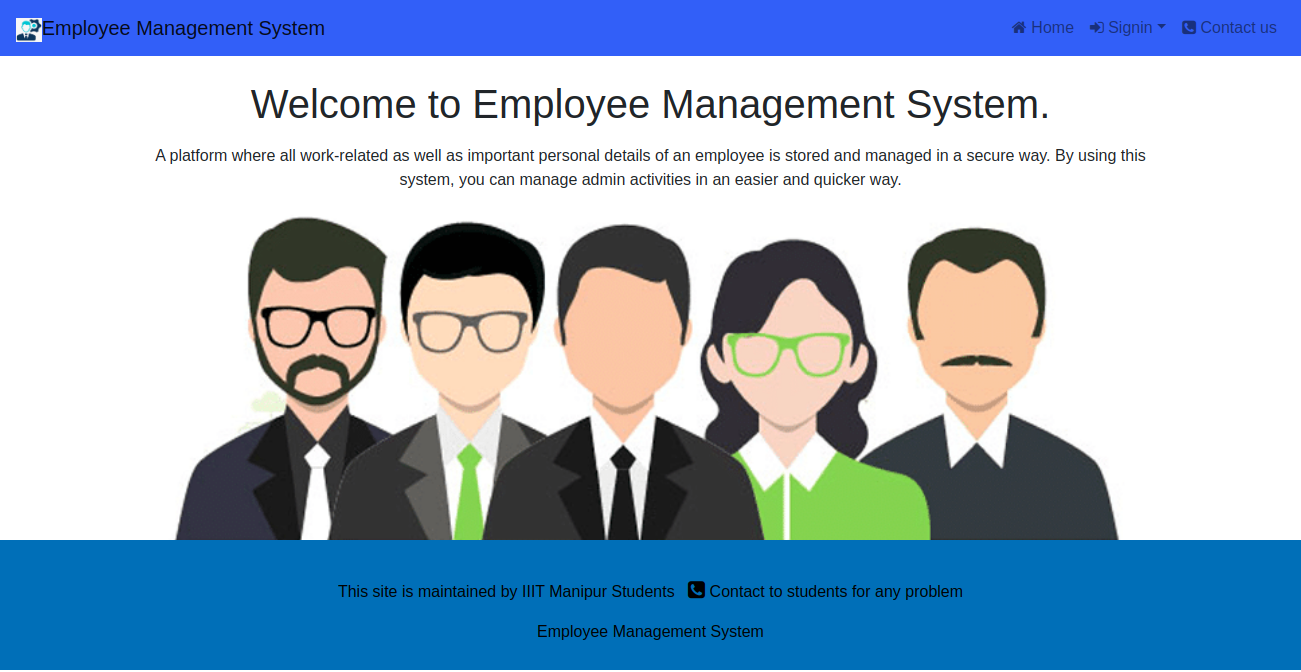 Employee Management System
Home
Signin
Contact us
Welcome to Employee Management System.
A platform where all work-related as well as important personal details of an employee is stored and managed in a secure way. By using this
system, you can manage admin activities in an easier and quicker way.
This site is maintained by IIIT Manipur Students Contact to students for any problem
Employee Management System